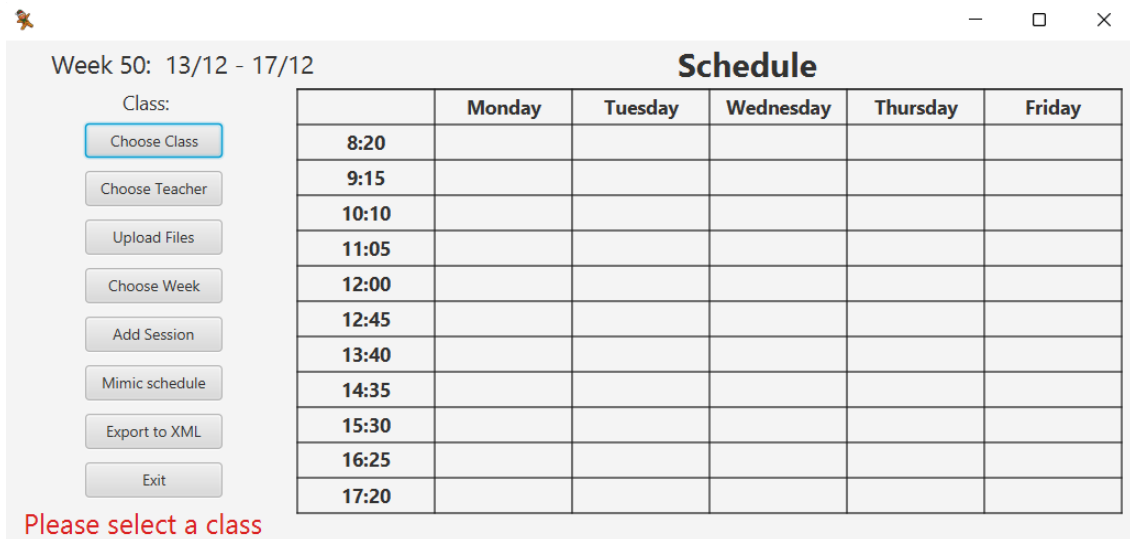 Week 50: 13/12 - 17/12
Schedule
Class:
Choose Class
Choose Teacher
Upload Files
Choose Week
Add Session
Mimic schedule
Export to XML
Exit
Please select a class
Monday Tuesday Wednesday Thursday Friday
8:20
9:15
10:10
11:05
12:00
12:45
13:40
14:35
15:30
16:25
17:20